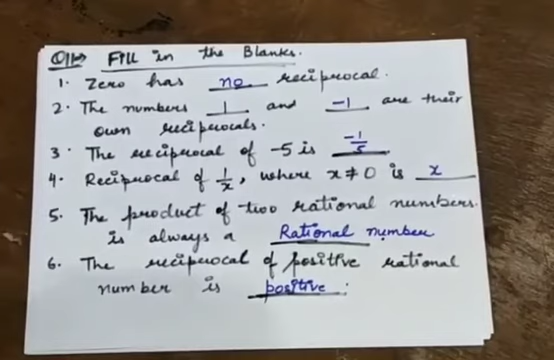 Q11) Fill in the Blanks.
1. Zero has no reciprocal.
2. The numbers 1 and -1 are their
own reciprocals.
3. The reciprocal of -5 is -1/5
4. Reciprocal of 1/x, where x ≠ 0 is x
5. The product of two rational numbers.
is always a Rational number
6. The reciprocal of positive rational
number is positive.